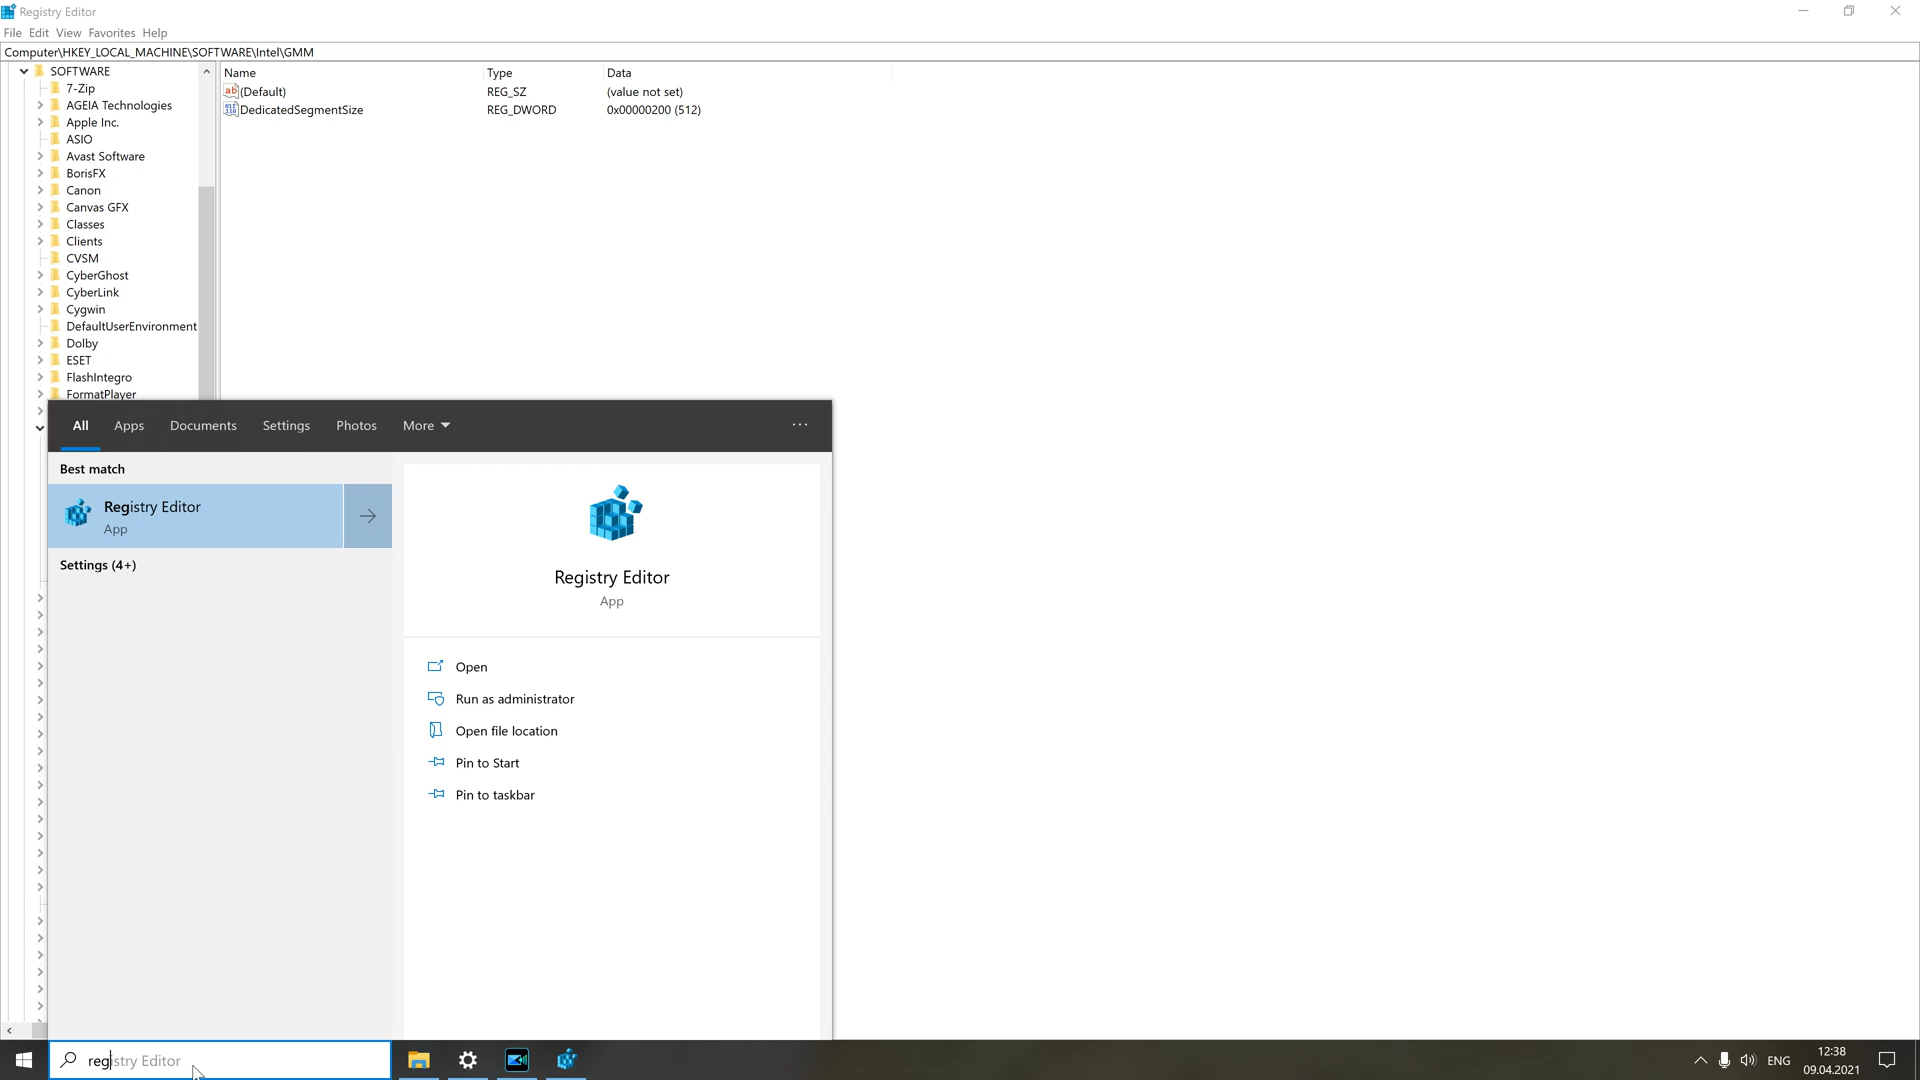 Registry Editor
File Edit View Favorites Help
Computer\HKEY_LOCAL_MACHINE\SOFTWARE\Intel\GMM
SOFTWARE
7-Zip
AGEIA Technologies
Apple Inc.
ASIO
Avast Software
BorisFX
Canon
Canvas GFX
Classes
Clients
CVSM
CyberGhost
CyberLink
Cygwin
DefaultUserEnvironment
Dolby
ESET
FlashIntegro
FormatPlayer
Name Type Data
(Default) REG_SZ (value not set)
DedicatedSegmentSize REG_DWORD 0x00000200 (512)
All Apps Documents Settings Photos More
Best match
Registry Editor
App
Settings (4+)
Registry Editor
App
Open
Run as administrator
Open file location
Pin to Start
Pin to taskbar
registry Editor
ENG
12:38
09.04.2021